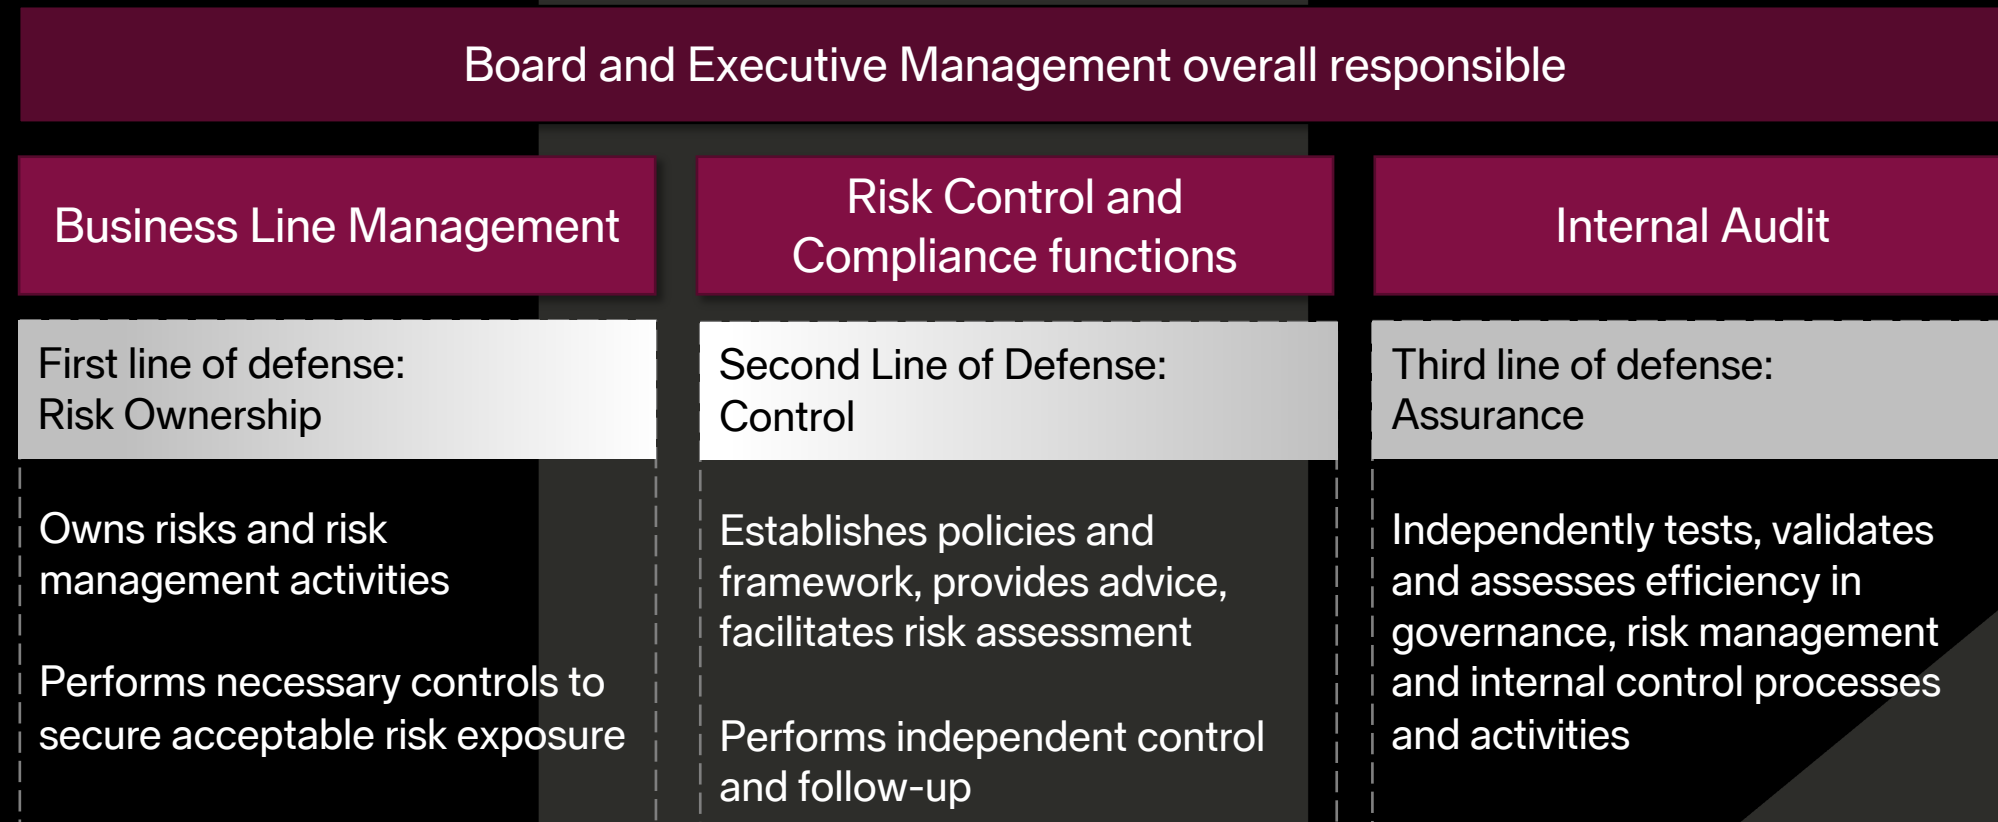 Board and Executive Management overall responsible
Business Line Management
Risk Control and
Compliance functions
Internal Audit
First line of defense:
Risk Ownership
Second Line of Defense:
Control
Third line of defense:
Assurance
Owns risks and risk
management activities
Performs necessary controls to
secure acceptable risk exposure
Establishes policies and
framework, provides advice,
facilitates risk assessment
Performs independent control
and follow-up
Independently tests, validates
and assesses efficiency in
governance, risk management
and internal control processes
and activities